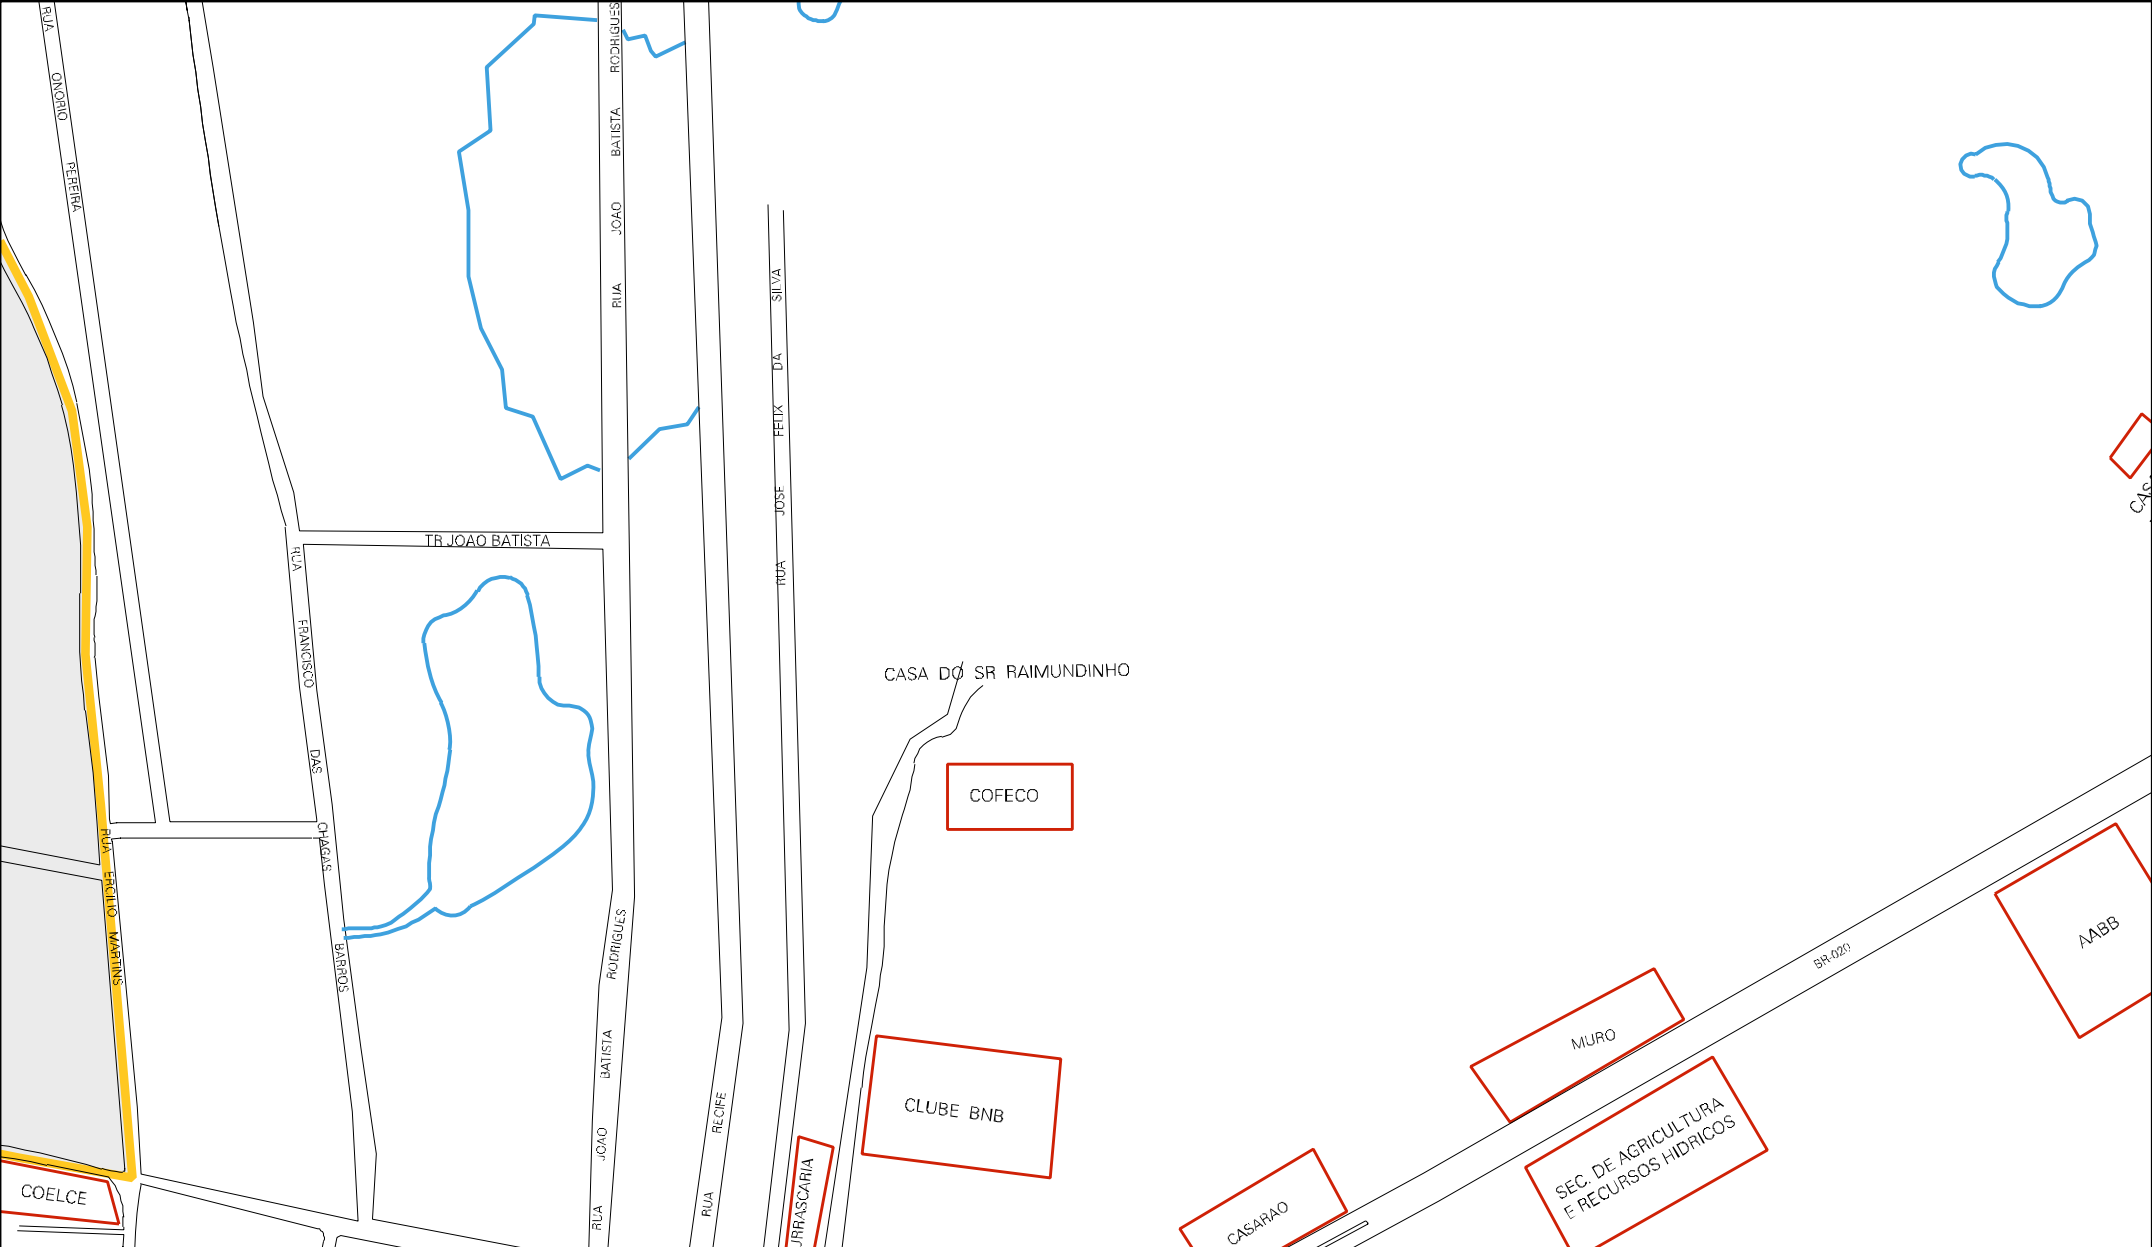 RUA ONORIO PEREIRA
RUA JOAO BATISTA RODRIGUES
RUA JOSE FELIX DA SILVA
TR JOAO BATISTA
RUA FRANCISCO DAS CHAGAS BARROS
CASA DO SR RAIMUNDINHO
COFECO
RUA ERCILIO MARTINS
RUA JOAO BATISTA RODRIGUES
RUA RECIFE
CLUBE BNB
BR-020
AABB
MURO
SEC. DE AGRICULTURA
E RECURSOS HIDRICOS
CASARAO
COELCE